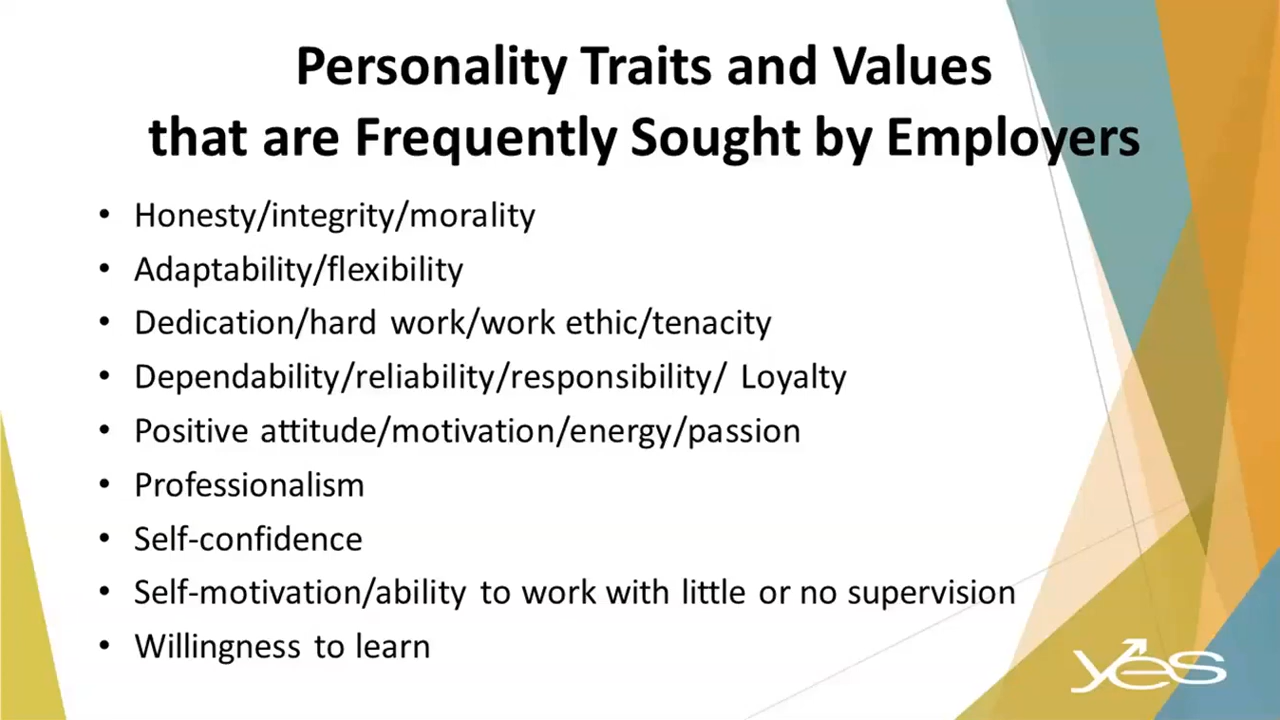 Personality Traits and Values
that are Frequently Sought by Employers
• Honesty/integrity/morality
• Adaptability/flexibility
• Dedication/hard work/work ethic/tenacity
• Dependability/reliability/responsibility/ Loyalty
• Positive attitude/motivation/energy/passion
• Professionalism
• Self-confidence
• Self-motivation/ability to work with little or no supervision
• Willingness to learn
yes